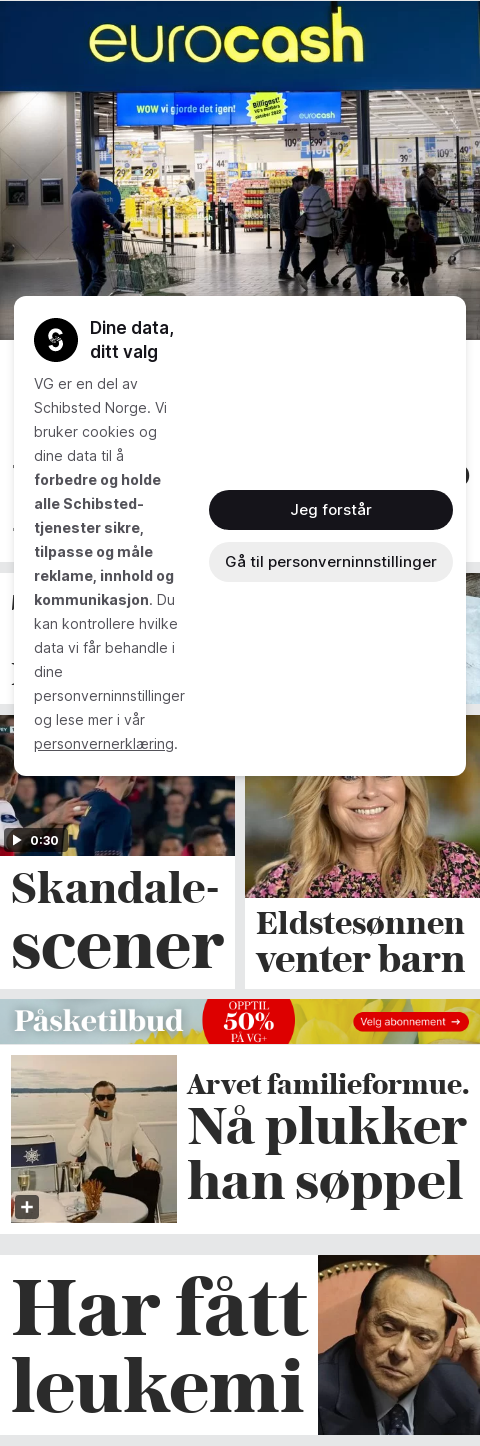 eurocash
WOW vi gjorde det igen!
Billigast!
eurocash
Dine data,
ditt valg
VG er en del av
Schibsted Norge. Vi
bruker cookies og
dine data til å
forbedre og holde
alle Schibsted-
tjenester sikre,
tilpasse og måle
reklame, innhold og
kommunikasjon. Du
kan kontrollere hvilke
data vi får behandle i
dine
personverninnstillinger
og lese mer i vår
personvernerklæring.
Jeg forstår
Gå til personverninnstillinger
0:30
Skandale-
scener
Eldstesønnen
venter barn
Påsketilbud
OPPTIL
50%
PÅ VG+
Velg abonnement →
Arvet familieformue.
Nå plukker
han søppel
Har fått
leukemi